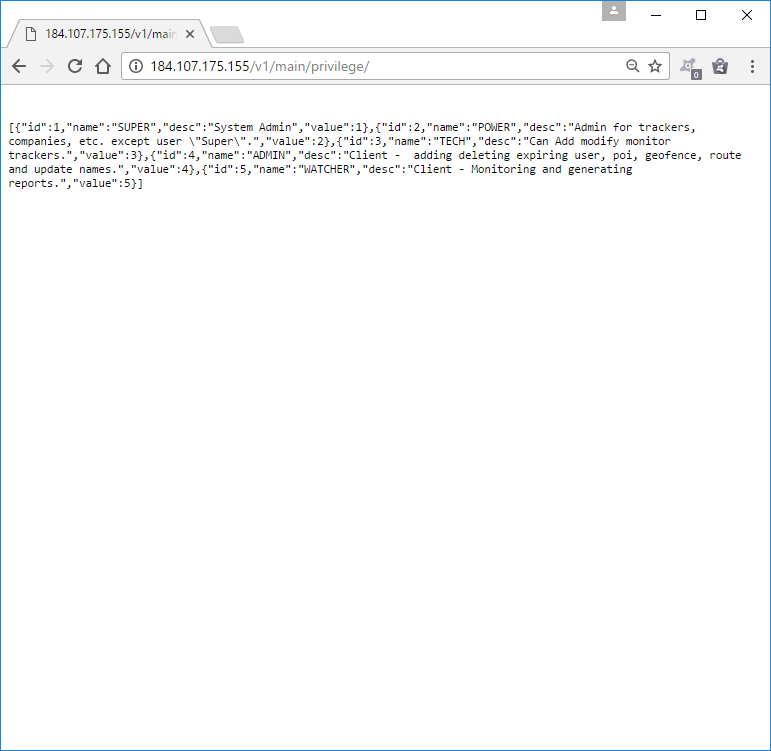 184.107.175.155/v1/main
184.107.175.155/v1/main/privilege/
0
[{"id":1,"name":"SUPER","desc":"System Admin","value":1},{"id":2,"name":"POWER","desc":"Admin for trackers,
companies, etc. except user \"Super\".","value":2},{"id":3,"name":"TECH","desc":"Can Add modify monitor
trackers.","value":3},{"id":4,"name":"ADMIN","desc":"Client -  adding deleting expiring user, poi, geofence, route
and update names.","value":4},{"id":5,"name":"WATCHER","desc":"Client - Monitoring and generating
reports.","value":5}]